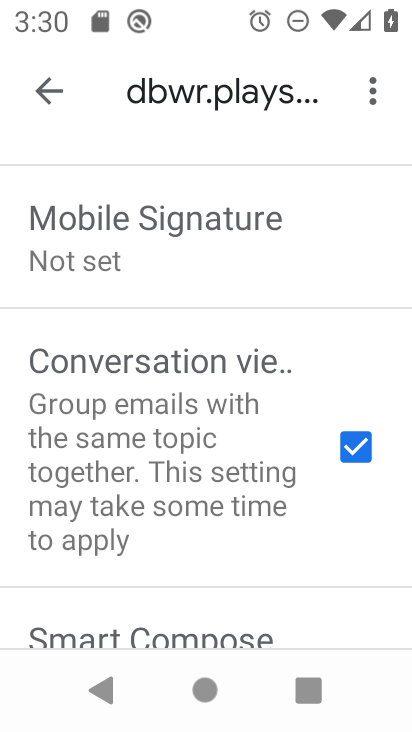 3:30
dbwr.plays...
Mobile Signature
Not set
Conversation vie..
Group emails with
the same topic
together. This setting
may take some time
to apply
Smart Compose